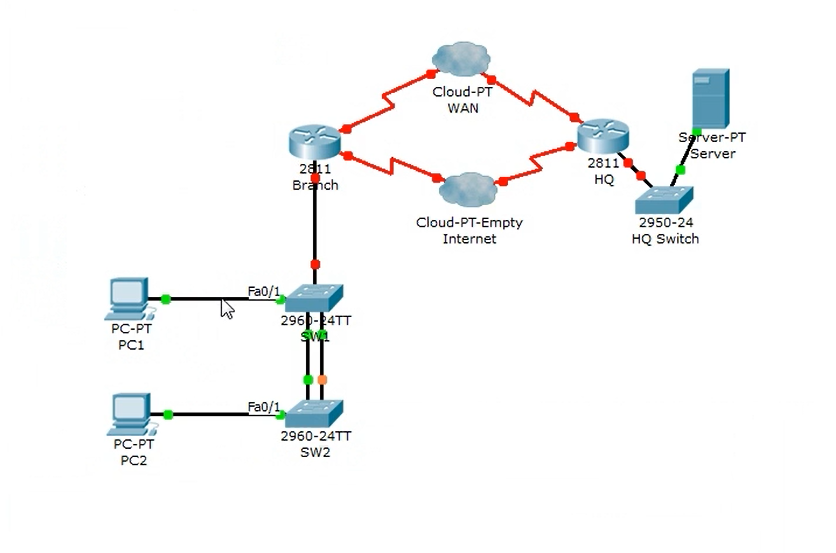 Cloud-PT
WAN
Server-PT
Server
2811
Branch
2811
HQ
2950-24
HQ Switch
Cloud-PT-Empty
Internet
Fa0/1
PC-PT
PC1
2960-24TT
SW1
Fa0/1
PC-PT
PC2
2960-24TT
SW2